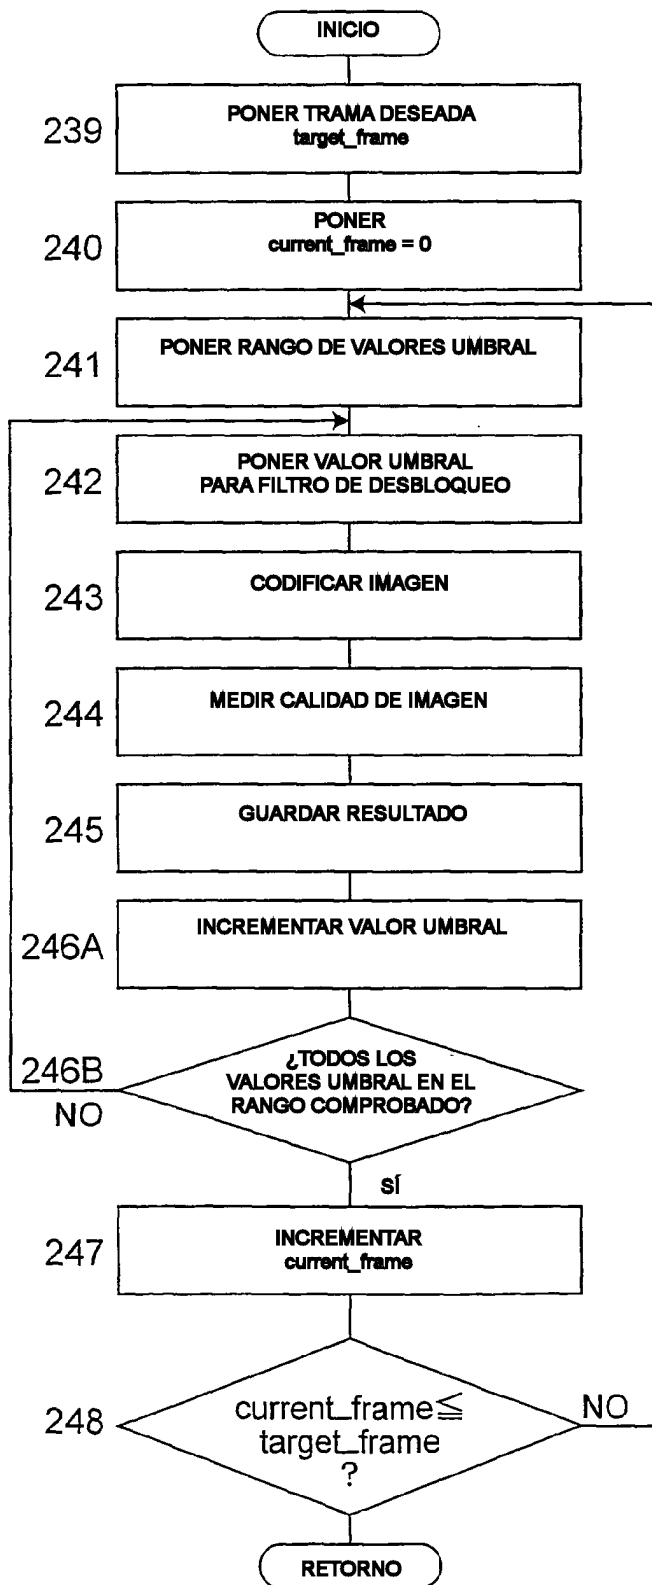 INICIO
239
PONER TRAMA DESEADA
target_frame
240
PONER
current_frame = 0
241
PONER RANGO DE VALORES UMBRAL
242
PONER VALOR UMBRAL
PARA FILTRO DE DESBLOQUEO
243
CODIFICAR IMAGEN
244
MEDIR CALIDAD DE IMAGEN
245
GUARDAR RESULTADO
246A
INCREMENTAR VALOR UMBRAL
246B
¿TODOS LOS
VALORES UMBRAL EN EL
RANGO COMPROBADO?
NO
SÍ
247
INCREMENTAR
current_frame
248
current_frame≦
target_frame
?
NO
RETORNO